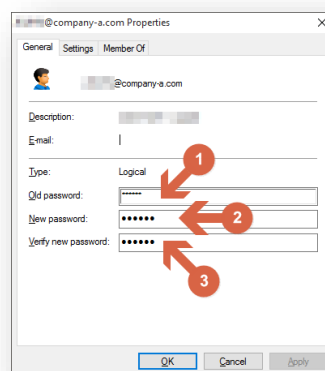 @company-a.com Properties
General Settings Member Of
@company-a.com
Description:
E-mail:
Type: Logical
1
Old password: ******
New password: ●●●●●● 2
Verify new password: ●●●●●●
3
OK Cancel Apply